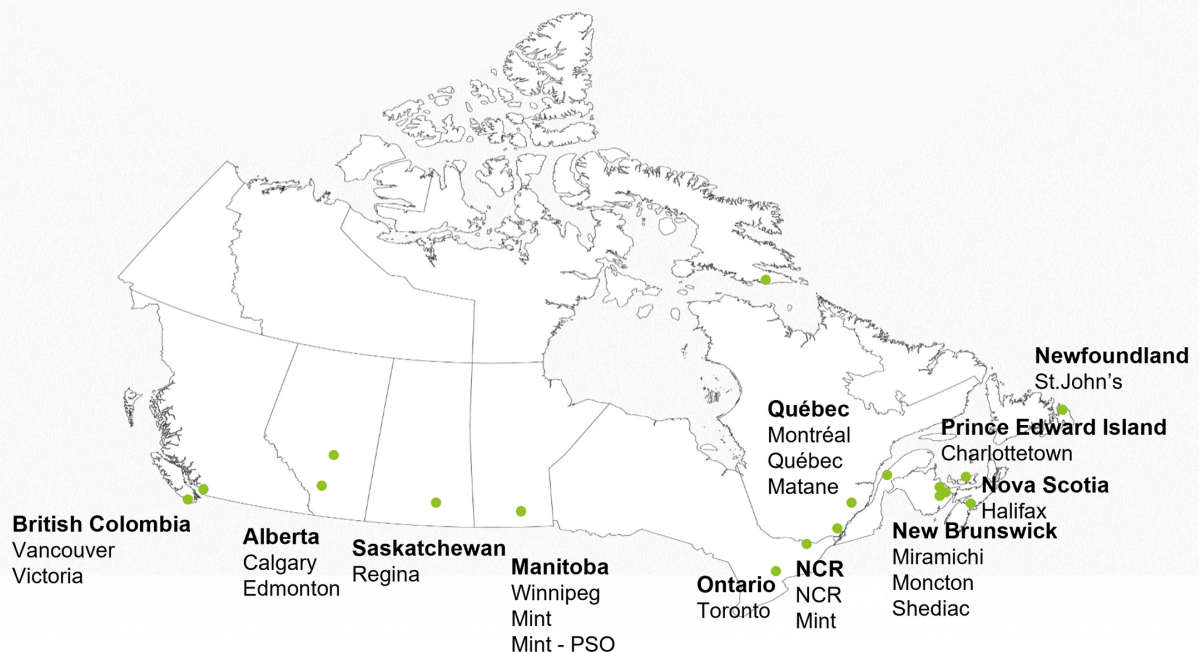 Newfoundland
St.John's
Québec
Montréal
Québec
Matane
Prince Edward Island
Charlottetown
Nova Scotia
Halifax
British Colombia
Vancouver
Victoria
Alberta
Calgary
Edmonton
Saskatchewan
Regina
Manitoba
Winnipeg
Mint
Mint - PSO
Ontario
Toronto
NCR
NCR
Mint
New Brunswick
Miramichi
Moncton
Shediac